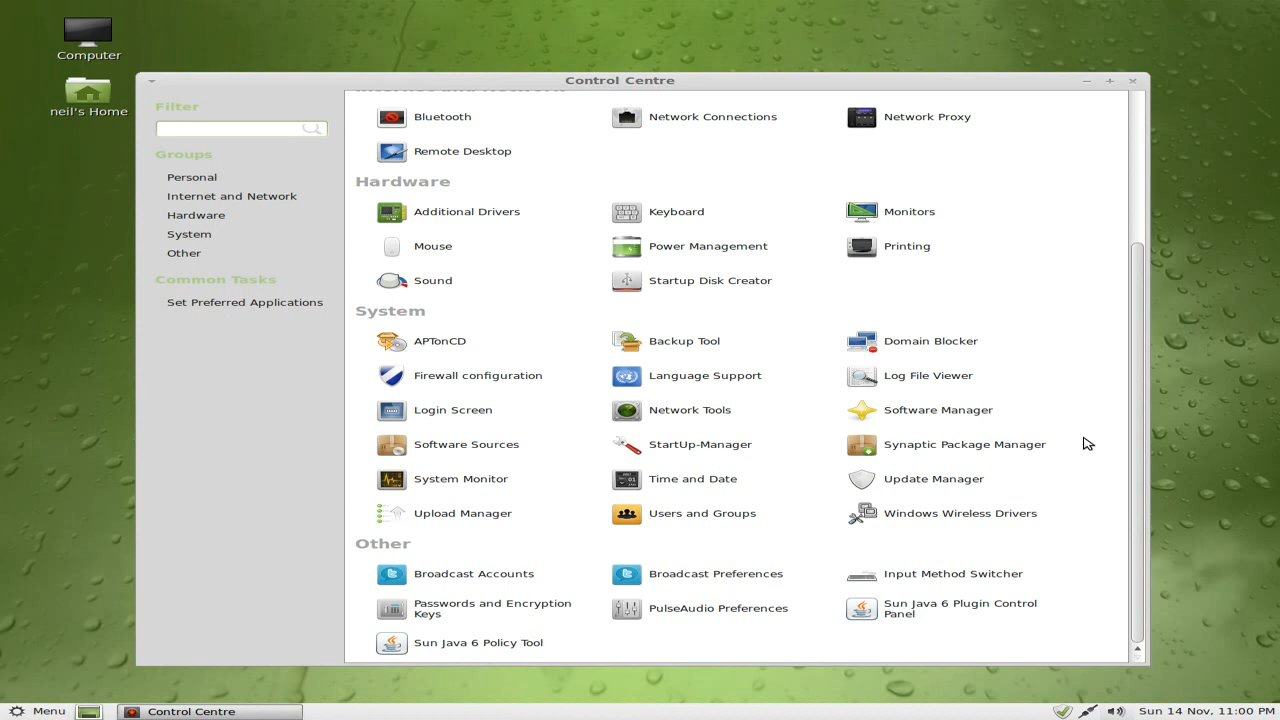 Computer
neil's Home
Control Centre
Filter
Groups
Personal
Internet and Network
Hardware
System
Other
Common Tasks
Set Preferred Applications
Internet and Network
Bluetooth
Network Connections
Network Proxy
Remote Desktop
Hardware
Additional Drivers
Keyboard
Monitors
Mouse
Power Management
Printing
Sound
Startup Disk Creator
System
APTonCD
Backup Tool
Domain Blocker
Firewall configuration
Language Support
Log File Viewer
Login Screen
Network Tools
Software Manager
Software Sources
StartUp-Manager
Synaptic Package Manager
System Monitor
Time and Date
Update Manager
Upload Manager
Users and Groups
Windows Wireless Drivers
Other
Broadcast Accounts
Broadcast Preferences
Input Method Switcher
Passwords and Encryption
Keys
PulseAudio Preferences
Sun Java 6 Plugin Control
Panel
Sun Java 6 Policy Tool
Menu
Control Centre
Sun 14 Nov, 11:00 PM